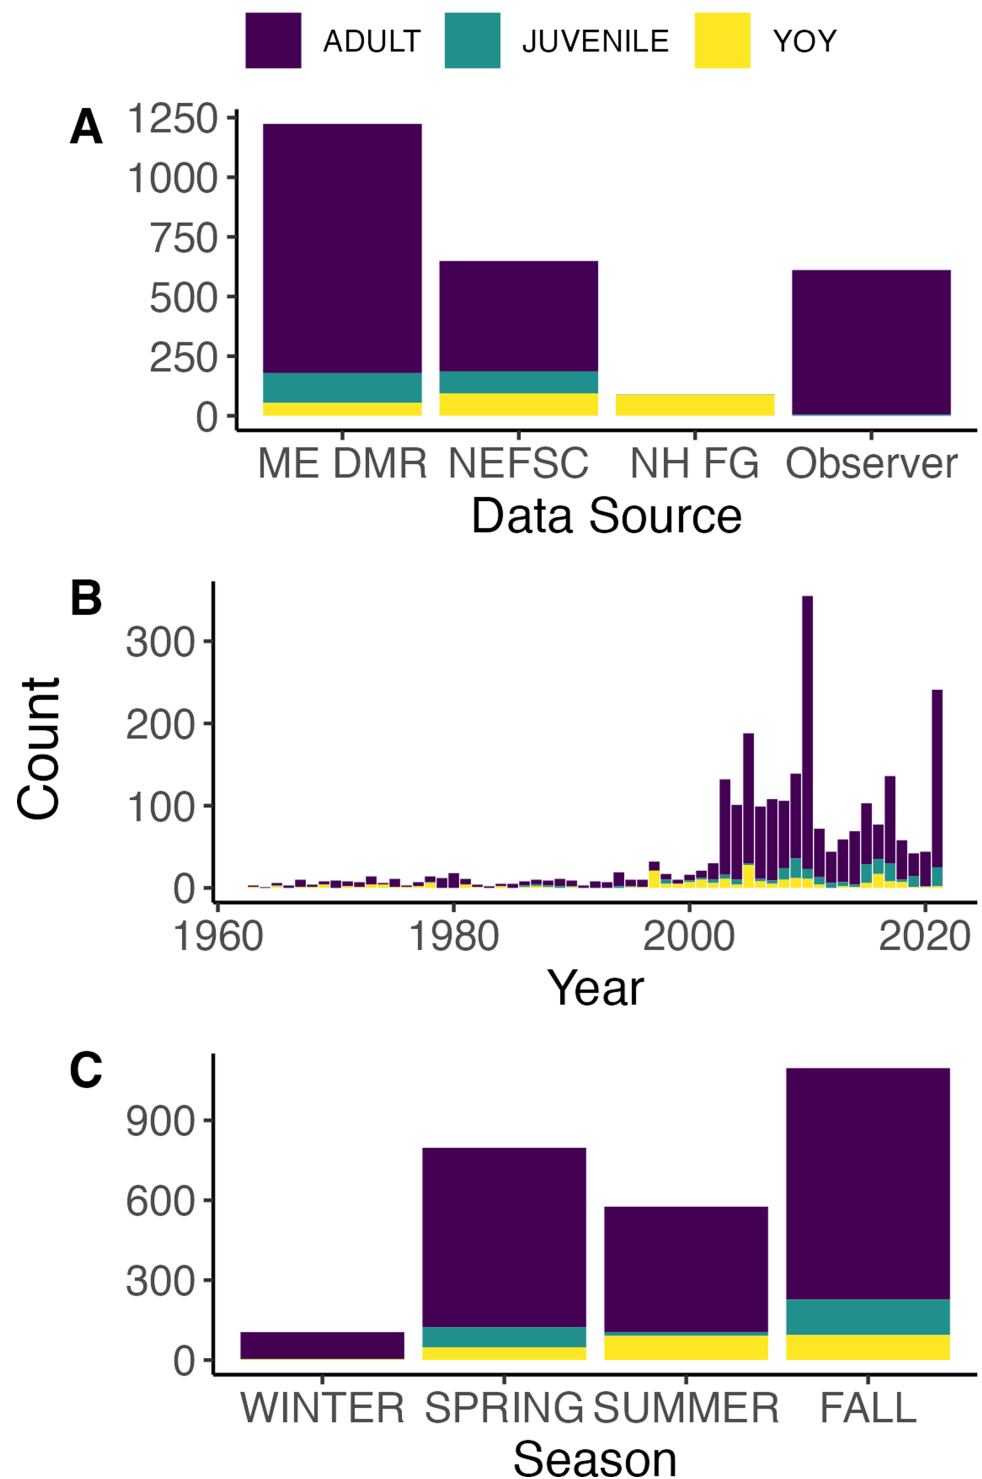 ADULT JUVENILE YOY
A
1250
1000
750
500
250
0
ME DMR NEFSC NH FG Observer
Data Source
B
Count
300
200
100
0
1960 1980 2000 2020
Year
C
900
600
300
0
WINTER SPRING SUMMER FALL
Season